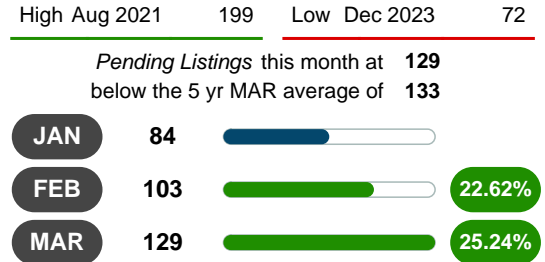 High Aug 2021 199 Low Dec 2023 72
Pending Listings this month at 129
below the 5 yr MAR average of 133
JAN 84
FEB 103 22.62%
MAR 129 25.24%